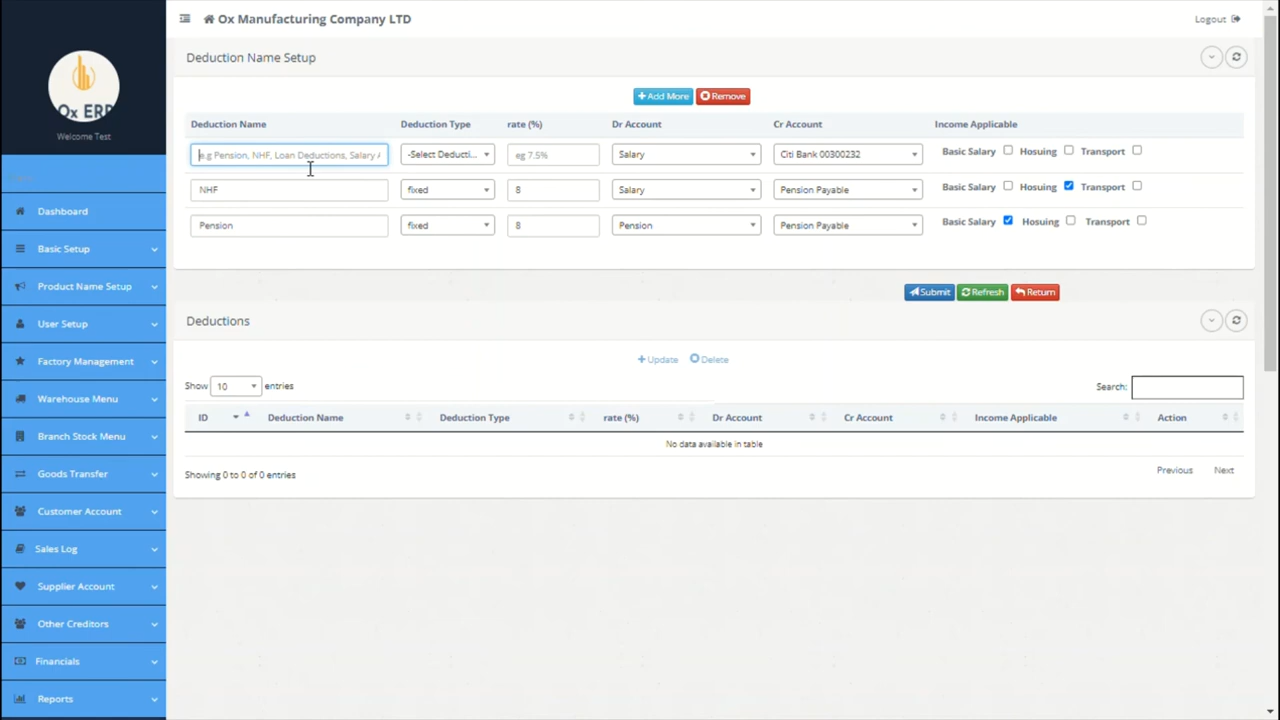 Ox Manufacturing Company LTD
Logout
Ox ERP
Welcome Test
Dashboard
Basic Setup
Product Name Setup
User Setup
Factory Management
Warehouse Menu
Branch Stock Menu
Goods Transfer
Customer Account
Sales Log
Supplier Account
Other Creditors
Financials
Reports
Deduction Name Setup
Add More Remove
Deduction Name Deduction Type rate (%) Dr Account Cr Account Income Applicable
e.g Pension, NHF, Loan Deductions, Salary -Select Deducti... eg 7.5% Salary Citi Bank 00300232 Basic Salary Hosuing Transport
NHF fixed 8 Salary Pension Payable Basic Salary Hosuing Transport
Pension fixed 8 Pension Pension Payable Basic Salary Hosuing Transport
Submit Refresh Return
Deductions
+ Update Delete
Show 10 entries Search:
ID Deduction Name Deduction Type rate (%) Dr Account Cr Account Income Applicable Action
No data available in table
Showing 0 to 0 of 0 entries Previous Next